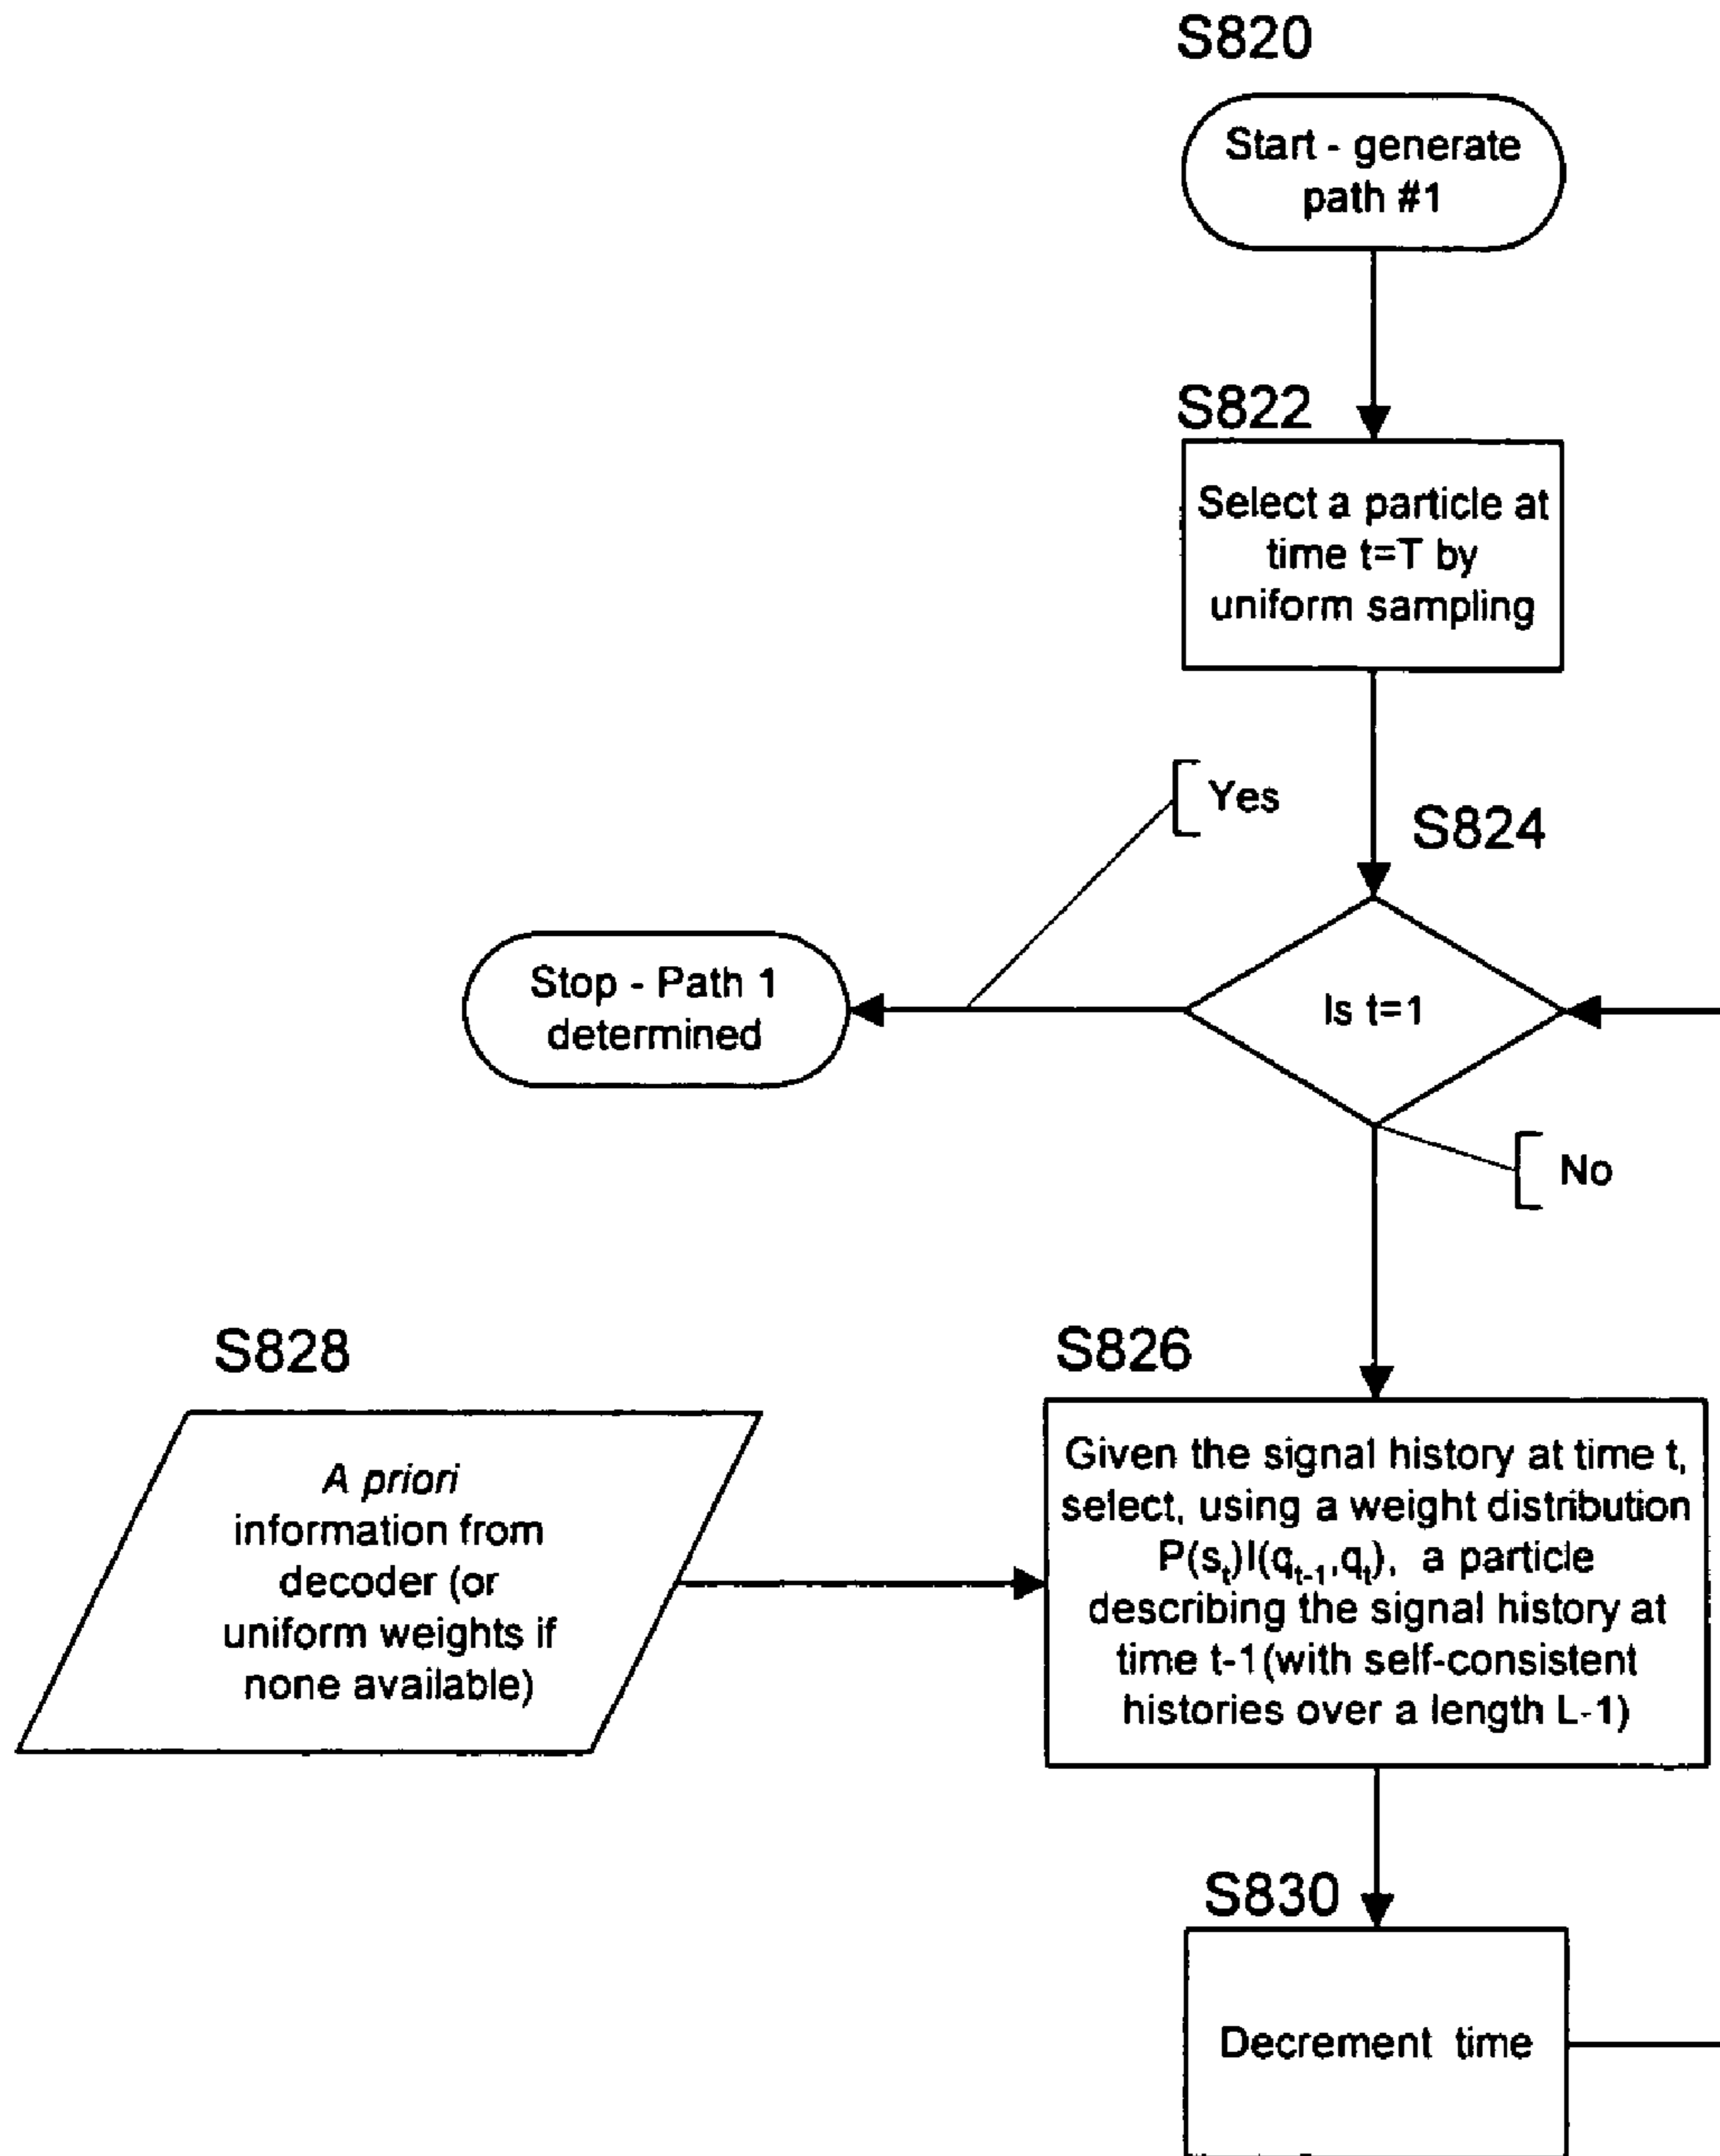 S820
Start - generate
path #1
S822
Select a particle at
time t=T by
uniform sampling
Yes
S824
Stop - Path 1
determined
Is t=1
No
S828
S826
A priori
information from
decoder (or
uniform weights if
none available)
Given the signal history at time t,
select, using a weight distribution
P(s_t)I(q_{t-1},q_t), a particle
describing the signal history at
time t-1(with self-consistent
histories over a length L-1)
S830
Decrement time